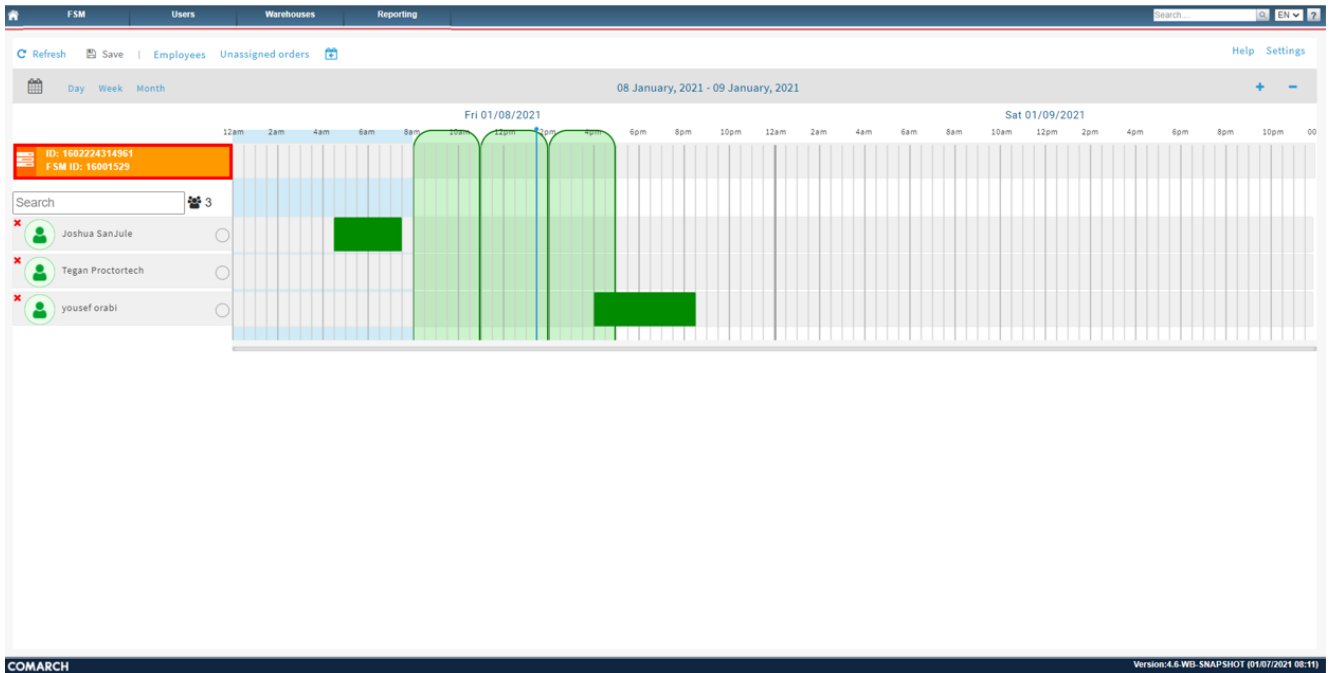 FSM Users Warehouses Reporting Search... EN ?
Refresh Save | Employees Unassigned orders Help Settings
Day Week Month 08 January, 2021 - 09 January, 2021 + -
Fri 01/08/2021 Sat 01/09/2021
12am 2am 4am 6am 8am 10am 12pm 2pm 4pm 6pm 8pm 10pm 12am 2am 4am 6am 8am 10am 12pm 2pm 4pm 6pm 8pm 10pm 00
ID: 1602224314961
FSM ID: 16001529
Search 3
Joshua SanJule
Tegan Proctortech
yousef orabi
COMARCH Version:4.6-WB-SNAPSHOT (01/07/2021 08:11)